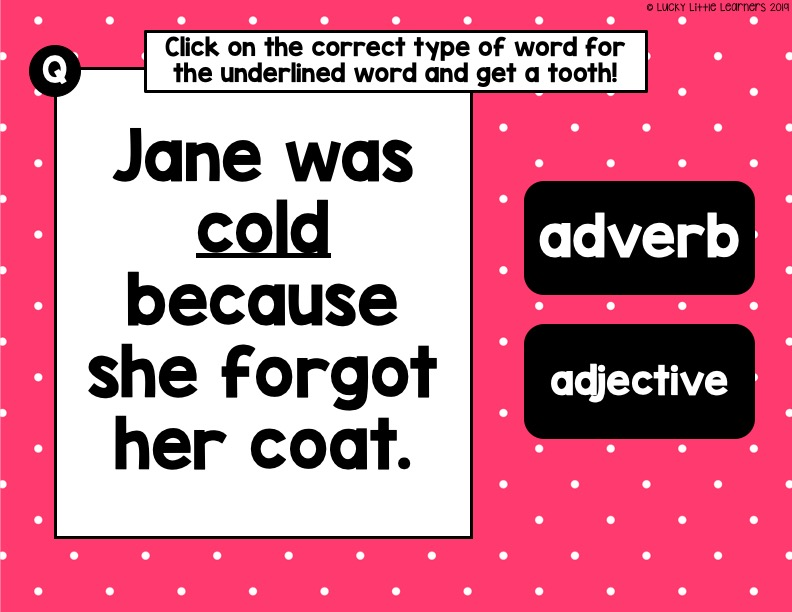 © Lucky Little Learners 2019
Click on the correct type of word for
the underlined word and get a tooth!
Q
Jane was
cold
because
she forgot
her coat.
adverb
adjective